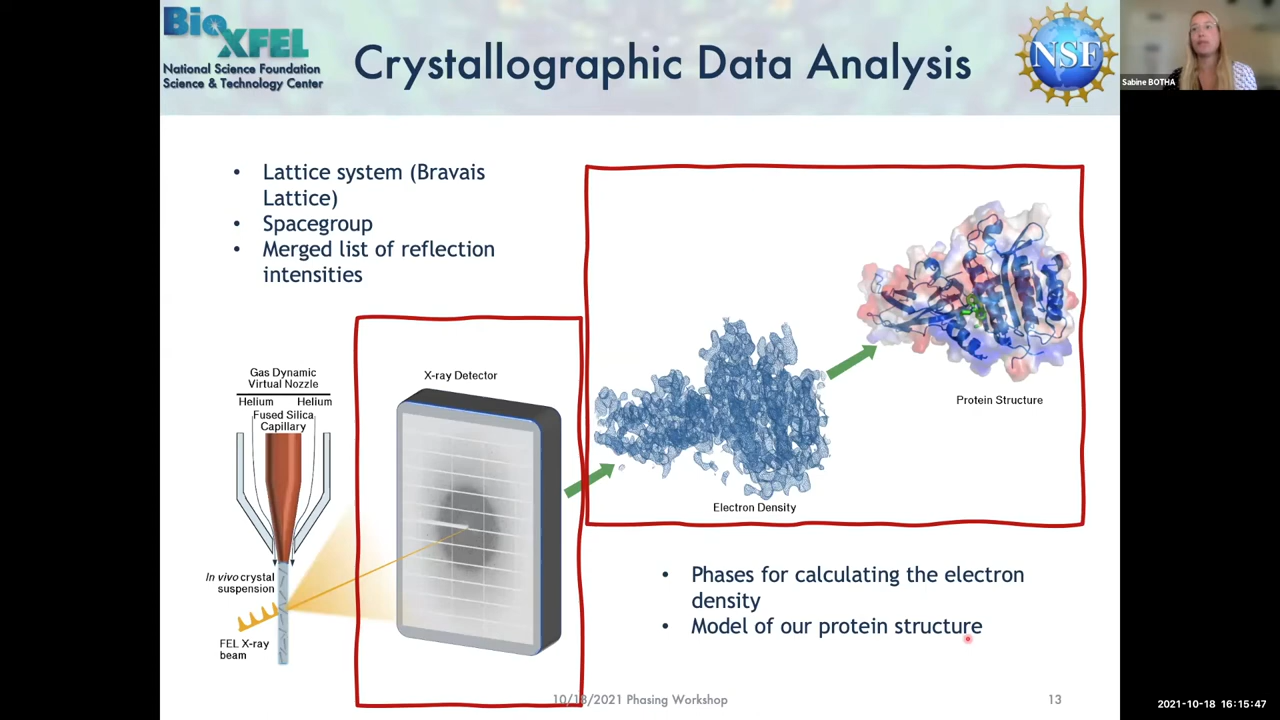 BioXFEL
National Science Foundation
Science & Technology Center
Crystallographic Data Analysis
NSF
Sabine BOTHA
• Lattice system (Bravais
Lattice)
• Spacegroup
• Merged list of reflection
intensities
Gas Dynamic
Virtual Nozzle
Helium Helium
Fused Silica
Capillary
X-ray Detector
In vivo crystal
suspension
FEL X-ray
beam
Electron Density
Protein Structure
• Phases for calculating the electron
density
• Model of our protein structure
10/18/2021 Phasing Workshop
13
2021-10-18 16:15:47